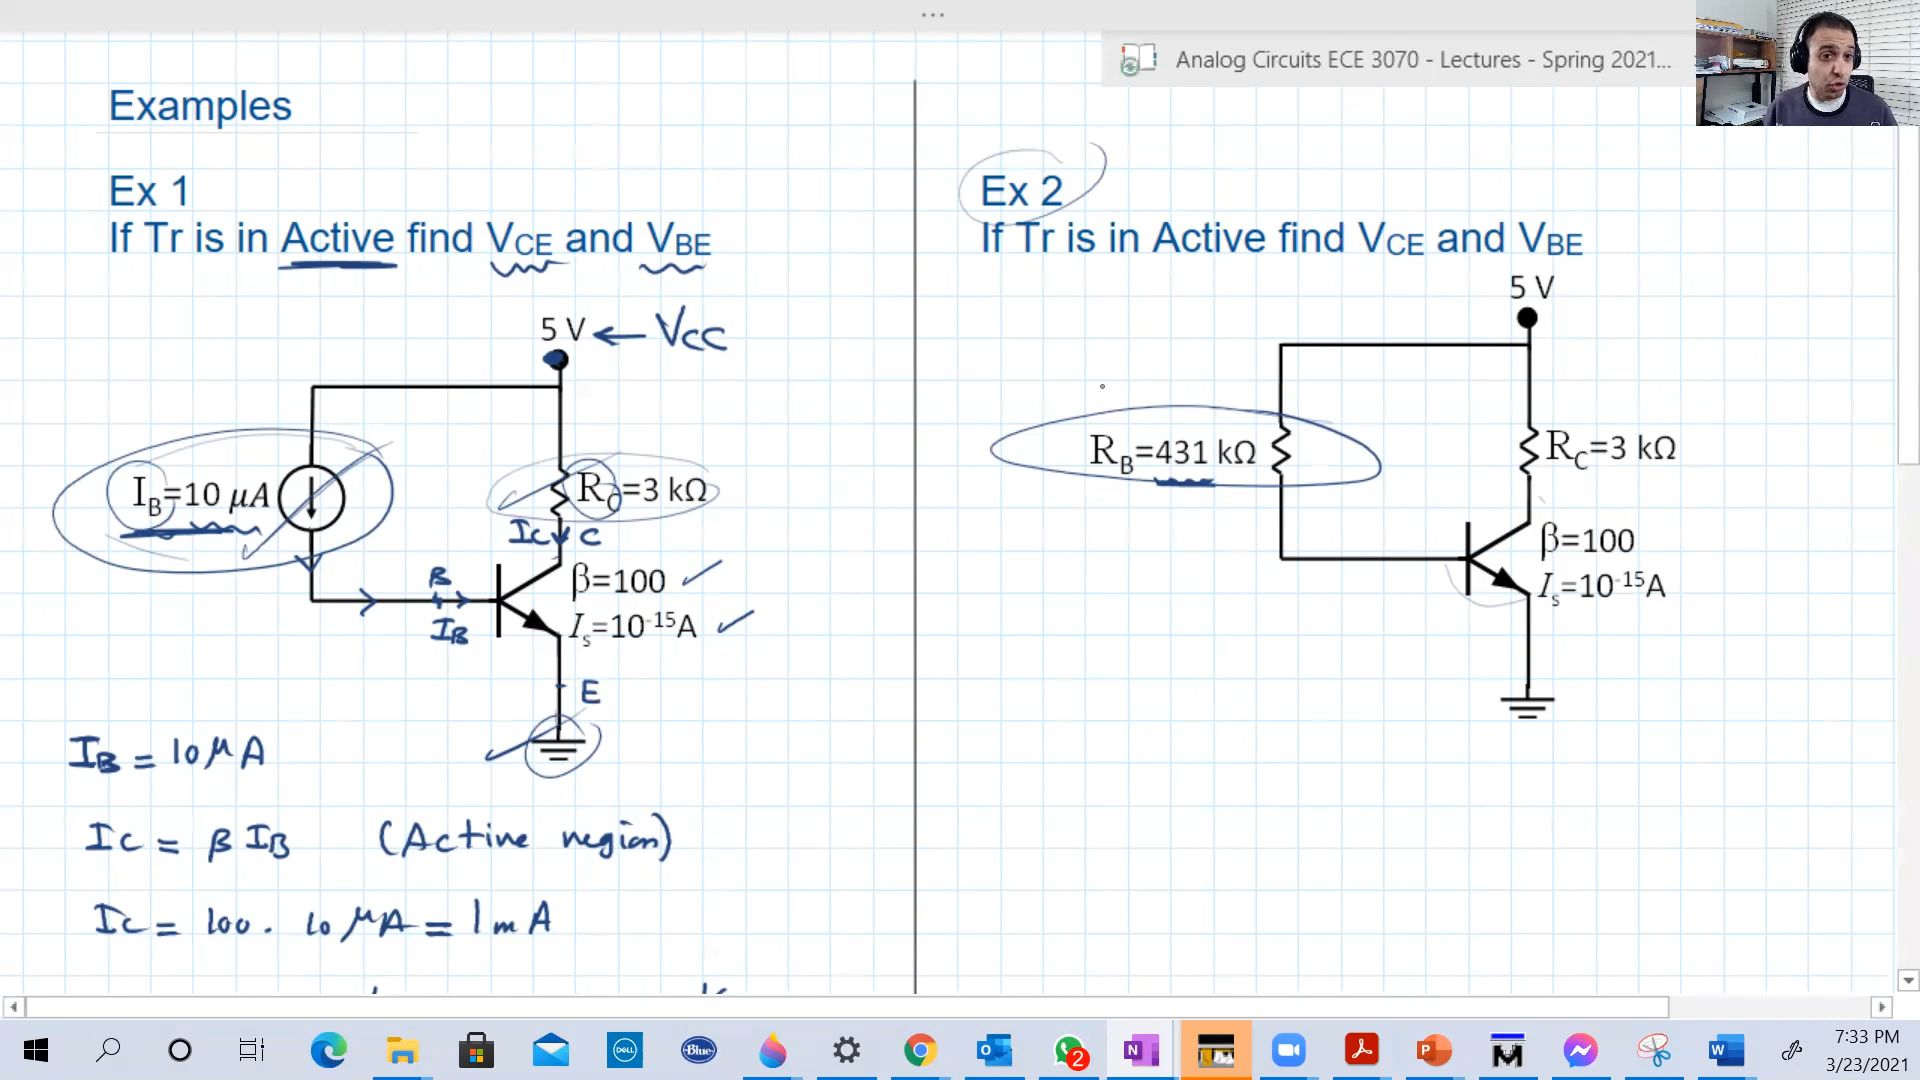 Analog Circuits ECE 3070 - Lectures - Spring 2021...
Examples
Ex 1
If Tr is in Active find VCE and VBE
5 V ← VCC
IB=10 μA
RC=3 kΩ
IC C
B
IB
β=100
Is=10-15A
E
IB = 10 μA
IC = β IB (Active region)
IC = 100 . 10 μA = 1 mA
Ex 2
If Tr is in Active find VCE and VBE
5 V
RB=431 kΩ
RC=3 kΩ
β=100
Is=10-15A
DELL
Blue
2
7:33 PM
3/23/2021